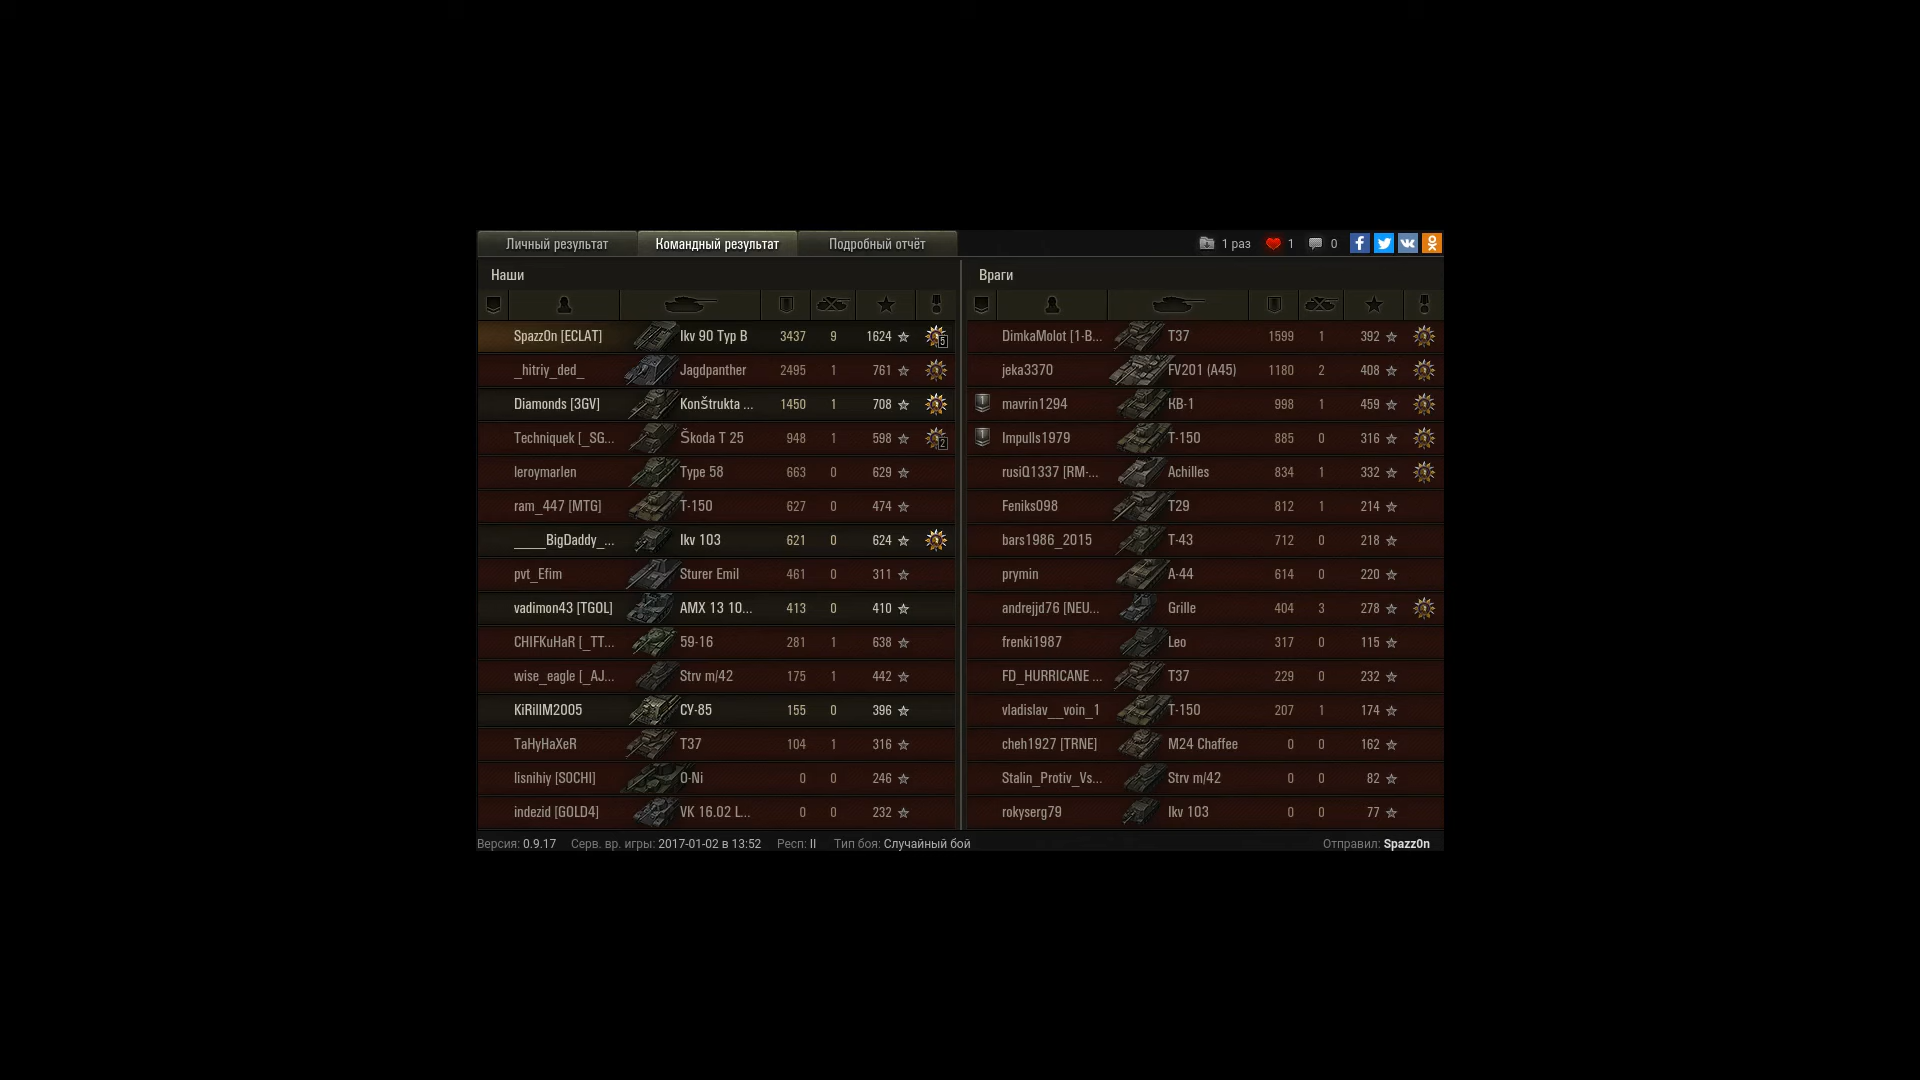 Личный результат Командный результат Подробный отчёт 1 раз 1 0
Наши Враги
Spazz0n [ECLAT] Ikv 90 Typ B 3437 9 1624 5 DimkaMolot [1-B... T37 1599 1 392
_hitriy_ded_ Jagdpanther 2495 1 761 jeka3370 FV201 (A45) 1180 2 408
Diamonds [3GV] Konštrukta ... 1450 1 708 mavrin1294 КВ-1 998 1 459
Techniquek [_SG... Škoda T 25 948 1 598 2 Impulls1979 Т-150 885 0 316
leroymarlen Type 58 663 0 629 rusiQ1337 [RM-... Achilles 834 1 332
ram_447 [MTG] Т-150 627 0 474 Feniks098 T29 812 1 214
____BigDaddy_... Ikv 103 621 0 624 bars1986_2015 Т-43 712 0 218
pvt_Efim Sturer Emil 461 0 311 prymin А-44 614 0 220
vadimon43 [TGOL] AMX 13 10... 413 0 410 andrejjd76 [NEU... Grille 404 3 278
CHIFKuHaR [_TT... 59-16 281 1 638 frenki1987 Leo 317 0 115
wise_eagle [_AJ... Strv m/42 175 1 442 FD_HURRICANE ... T37 229 0 232
KiRillM2005 СУ-85 155 0 396 vladislav__voin_1 Т-150 207 1 174
TaHyHaXeR T37 104 1 316 cheh1927 [TRNE] M24 Chaffee 0 0 162
lisnihiy [SOCHI] O-Ni 0 0 246 Stalin_Protiv_Vs... Strv m/42 0 0 82
indezid [GOLD4] VK 16.02 L... 0 0 232 rokyserg79 Ikv 103 0 0 77
Версия: 0.9.17 Серв. вр. игры: 2017-01-02 в 13:52 Респ: II Тип боя: Случайный бой Отправил: Spazz0n